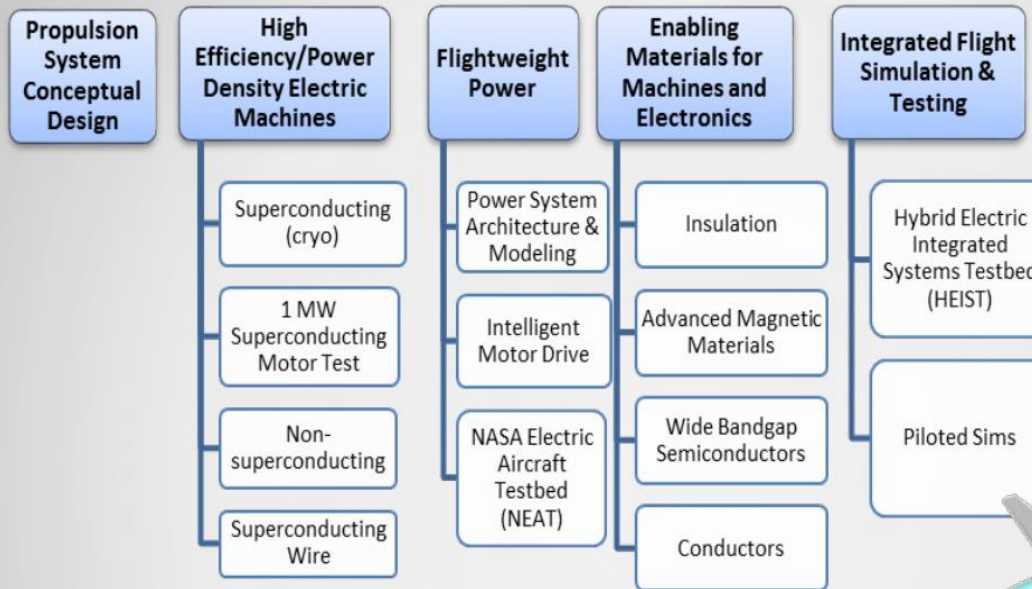 Propulsion
System
Conceptual
Design
High
Efficiency/Power
Density Electric
Machines
Superconducting
(cryo)
1 MW
Superconducting
Motor Test
Non-
superconducting
Superconducting
Wire
Flightweight
Power
Power System
Architecture &
Modeling
Intelligent
Motor Drive
NASA Electric
Aircraft
Testbed
(NEAT)
Enabling
Materials for
Machines and
Electronics
Insulation
Advanced Magnetic
Materials
Wide Bandgap
Semiconductors
Conductors
Integrated Flight
Simulation &
Testing
Hybrid Electric
Integrated
Systems Testbed
(HEIST)
Piloted Sims